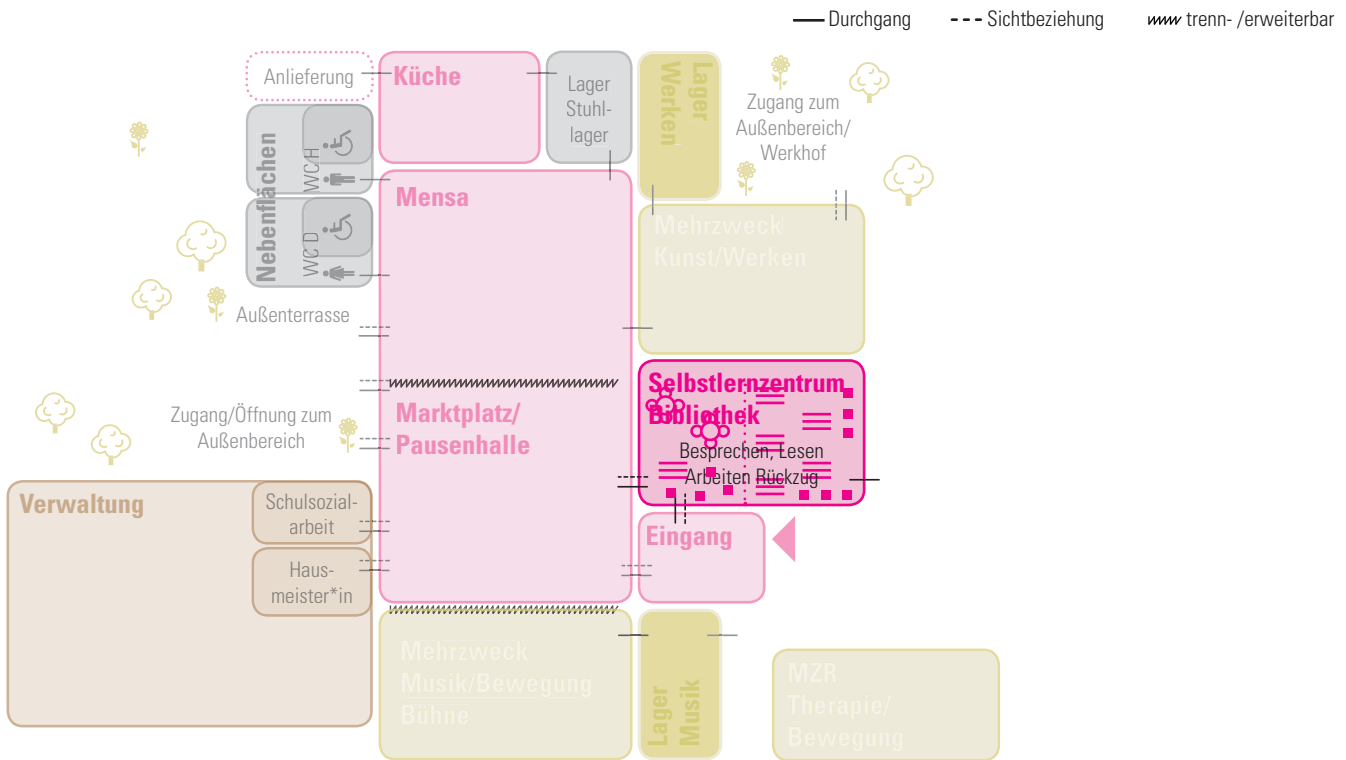 Durchgang
Sichtbeziehung
trenn- /erweiterbar
Anlieferung
Küche
Lager
Stuhl-
lager
Lager
Werken
Zugang zum
Außenbereich/
Werkhof
Nebenflächen
WC H
WC D
Mensa
Mehrzweck
Kunst/Werken
Außenterrasse
Zugang/Öffnung zum
Außenbereich
Marktplatz/
Pausenhalle
Selbstlernzentrum
Bibliothek
Besprechen, Lesen
Arbeiten Rückzug
Verwaltung
Schulsozial-
arbeit
Haus-
meister*in
Eingang
Mehrzweck
Musik/Bewegung
Bühne
Lager
Musik
MZR
Therapie/
Bewegung